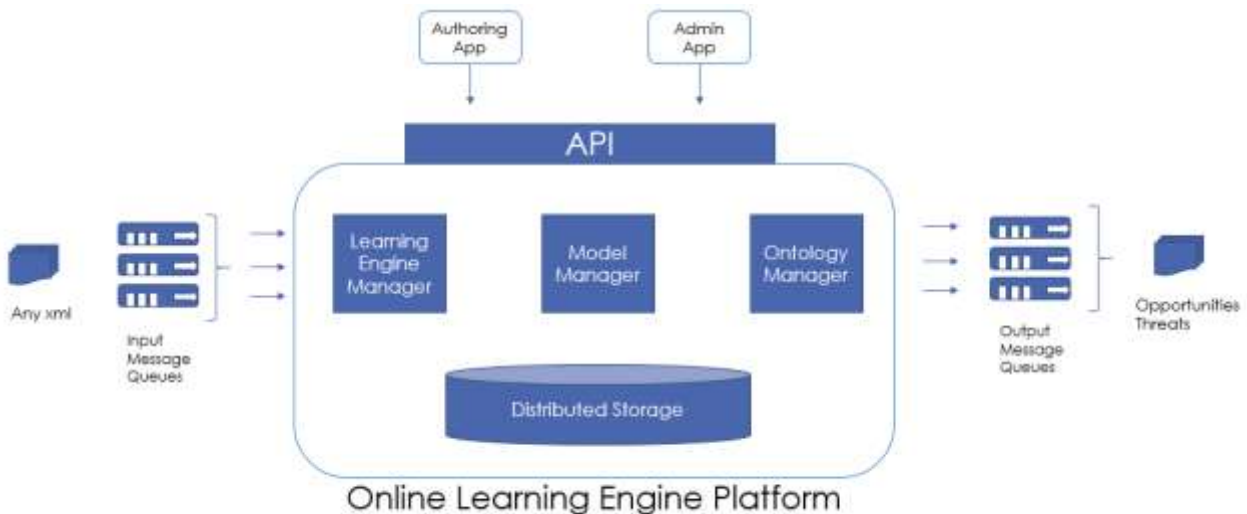 Authoring
App
Admin
App
API
Learning
Engine
Manager
Model
Manager
Ontology
Manager
Any xml
Input
Message
Queues
Output
Message
Queues
Opportunities
Threats
Distributed Storage
Online Learning Engine Platform